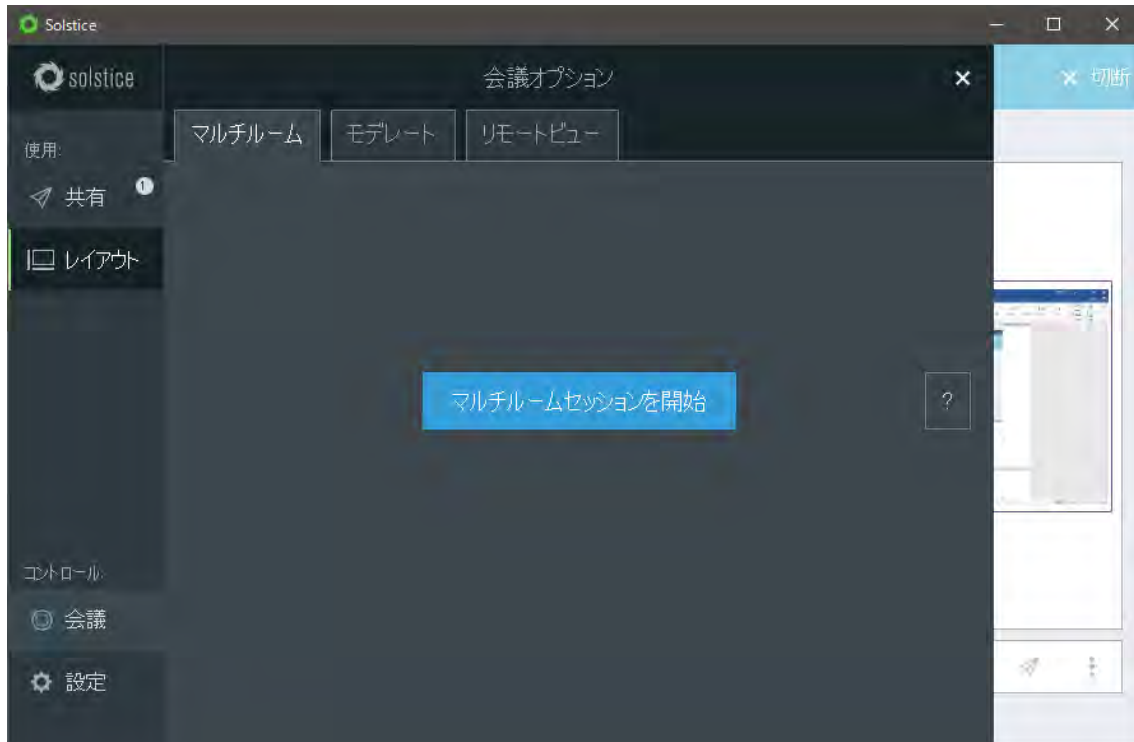 Solstice
solstice
会議オプション
切断
使用:
マルチルーム
モデレート
リモートビュー
共有
1
レイアウト
マルチルームセッションを開始
?
コントロール:
会議
設定